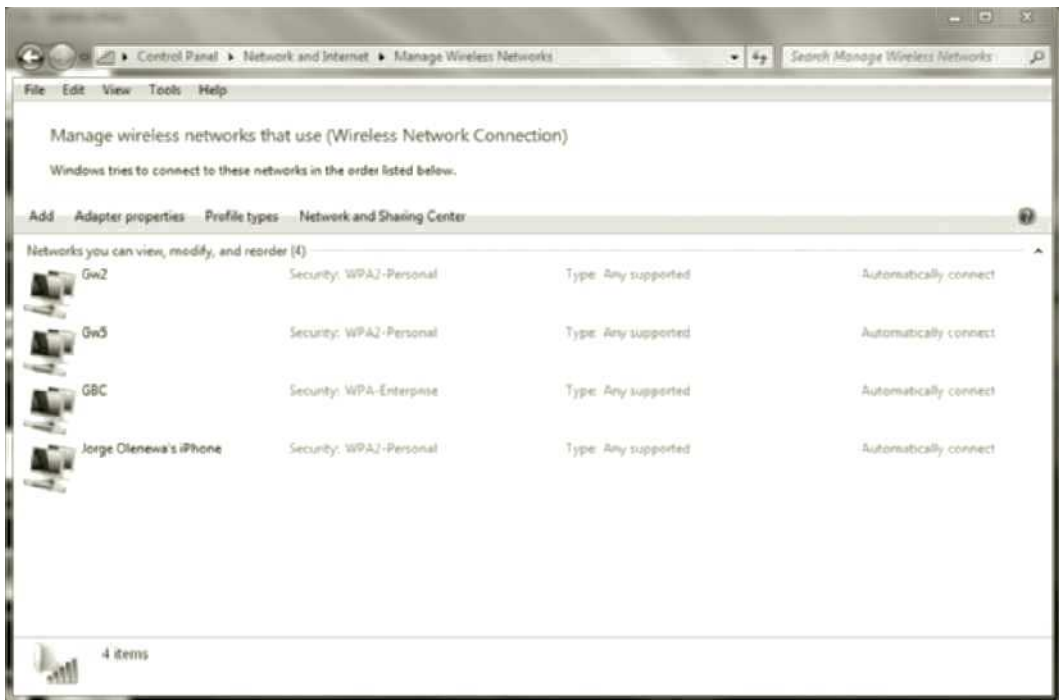 Control Panel Network and Internet Manage Wireless Networks Search Manage Wireless Networks
File Edit View Tools Help
Manage wireless networks that use (Wireless Network Connection)
Windows tries to connect to these networks in the order listed below.
Add Adapter properties Profile types Network and Sharing Center
Networks you can view, modify, and reorder (4)
Gw2 Security: WPA2-Personal Type: Any supported Automatically connect
Gw5 Security: WPA2-Personal Type: Any supported Automatically connect
GBC Security: WPA-Enterprise Type: Any supported Automatically connect
Jorge Olenewa's iPhone Security: WPA2-Personal Type: Any supported Automatically connect
4 items